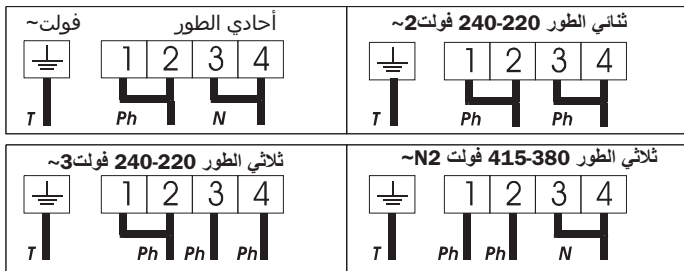 أحادي الطور فولت~
1 2 3 4
T Ph N
ثنائي الطور 240-220 فولت2~
1 2 3 4
T Ph Ph
ثلاثي الطور 240-220 فولت3~
1 2 3 4
T Ph Ph Ph
ثلاثي الطور 415-380 فولت N2~
1 2 3 4
T Ph Ph N